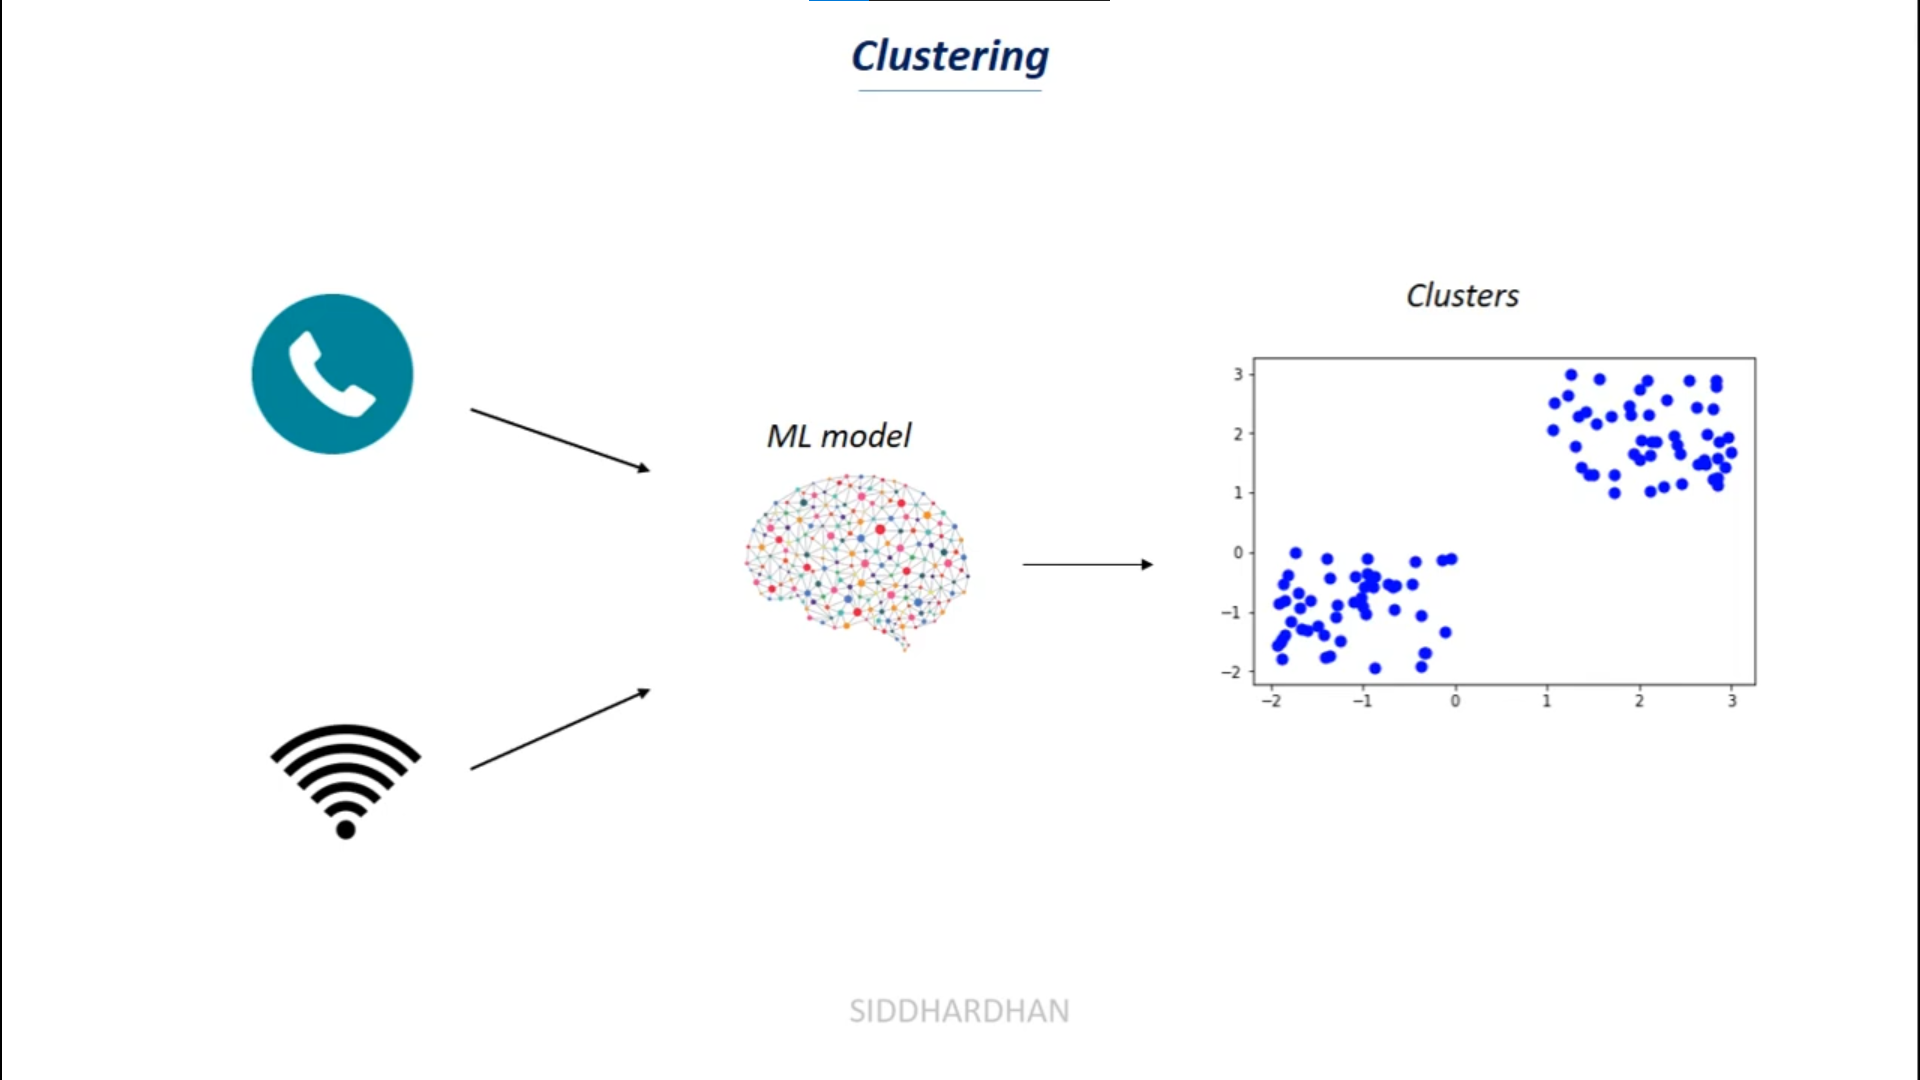 Clustering
Clusters
ML model
3
2
1
0
−1
−2
−2 −1 0 1 2 3
SIDDHARDHAN